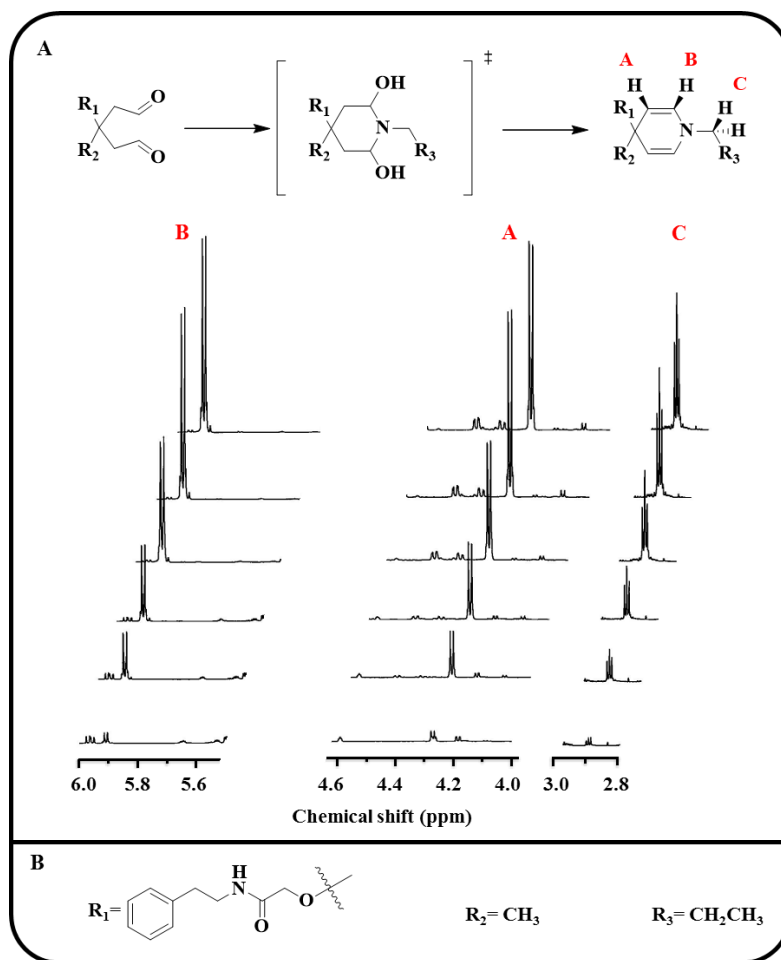 A
R1
R2
O
O
‡
OH
R1
R2
N
R3
OH
A
B
C
H
H
H
H
R1
R2
N
R3
B
A
C
6.0 5.8 5.6
4.6 4.4 4.2 4.0
3.0 2.8
Chemical shift (ppm)
B
R1=
H
N
O
O
R2= CH3
R3= CH2CH3